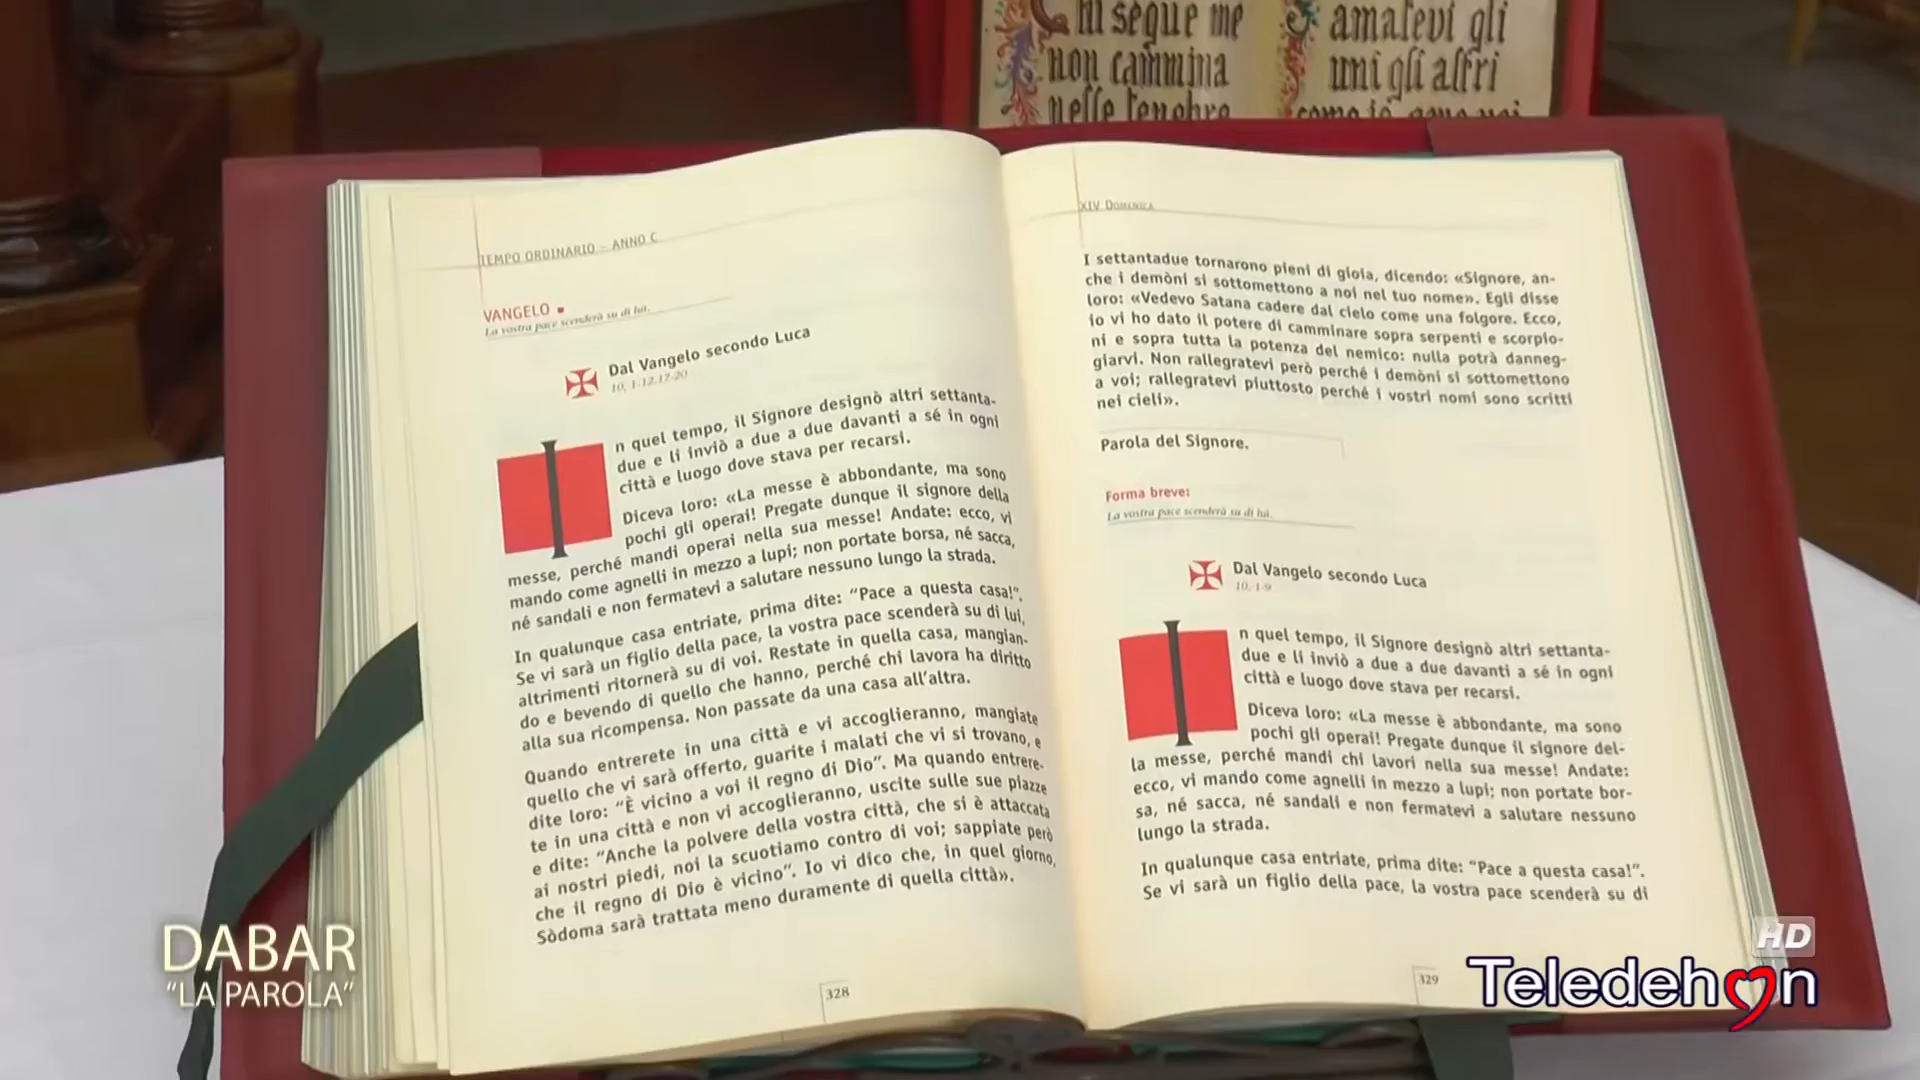 Chi segue me
non cammina
nelle tenebre
amatevi gli
uni gli altri
come io
TEMPO ORDINARIO – ANNO C
VANGELO
La vostra pace scenderà su di lui.
Dal Vangelo secondo Luca
10, 1-12.17-20
In quel tempo, il Signore designò altri settanta-
due e li inviò a due a due davanti a sé in ogni
città e luogo dove stava per recarsi.
Diceva loro: «La messe è abbondante, ma sono
pochi gli operai! Pregate dunque il signore della
messe, perché mandi operai nella sua messe! Andate: ecco, vi
mando come agnelli in mezzo a lupi; non portate borsa, né sacca,
né sandali e non fermatevi a salutare nessuno lungo la strada.
In qualunque casa entriate, prima dite: “Pace a questa casa!”.
Se vi sarà un figlio della pace, la vostra pace scenderà su di lui,
altrimenti ritornerà su di voi. Restate in quella casa, mangian-
do e bevendo di quello che hanno, perché chi lavora ha diritto
alla sua ricompensa. Non passate da una casa all’altra.
Quando entrerete in una città e vi accoglieranno, mangiate
quello che vi sarà offerto, guarite i malati che vi si trovano, e
dite loro: “È vicino a voi il regno di Dio”. Ma quando entrere-
te in una città e non vi accoglieranno, uscite sulle sue piazze
e dite: “Anche la polvere della vostra città, che si è attaccata
ai nostri piedi, noi la scuotiamo contro di voi; sappiate però
che il regno di Dio è vicino”. Io vi dico che, in quel giorno,
Sòdoma sarà trattata meno duramente di quella città».
328
XIV DOMENICA
I settantadue tornarono pieni di gioia, dicendo: «Signore, an-
che i demòni si sottomettono a noi nel tuo nome». Egli disse
loro: «Vedevo Satana cadere dal cielo come una folgore. Ecco,
io vi ho dato il potere di camminare sopra serpenti e scorpio-
ni e sopra tutta la potenza del nemico: nulla potrà danneg-
giarvi. Non rallegratevi però perché i demòni si sottomettono
a voi; rallegratevi piuttosto perché i vostri nomi sono scritti
nei cieli».
Parola del Signore.
Forma breve:
La vostra pace scenderà su di lui.
Dal Vangelo secondo Luca
10, 1-9
In quel tempo, il Signore designò altri settanta-
due e li inviò a due a due davanti a sé in ogni
città e luogo dove stava per recarsi.
Diceva loro: «La messe è abbondante, ma sono
pochi gli operai! Pregate dunque il signore del-
la messe, perché mandi chi lavori nella sua messe! Andate:
ecco, vi mando come agnelli in mezzo a lupi; non portate bor-
sa, né sacca, né sandali e non fermatevi a salutare nessuno
lungo la strada.
In qualunque casa entriate, prima dite: “Pace a questa casa!”.
Se vi sarà un figlio della pace, la vostra pace scenderà su di
329
DABAR
“LA PAROLA”
HD
Teledehon